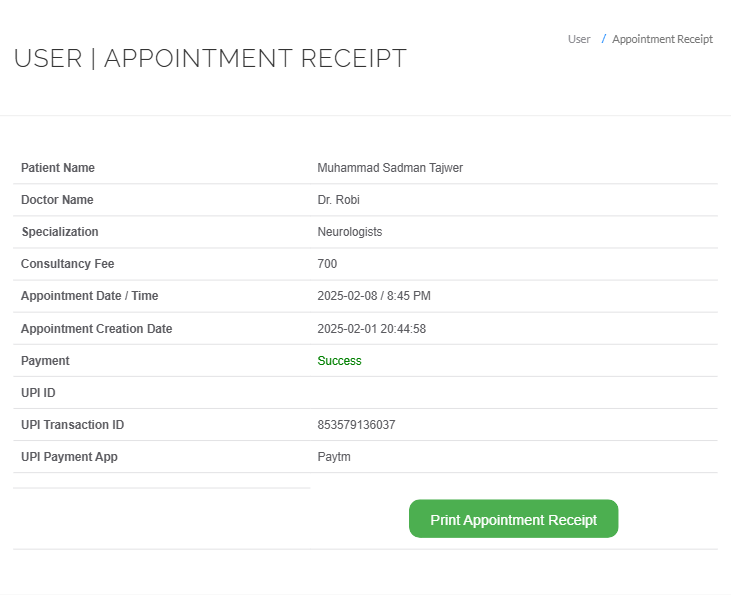 User / Appointment Receipt
USER | APPOINTMENT RECEIPT
Patient Name Muhammad Sadman Tajwer
Doctor Name Dr. Robi
Specialization Neurologists
Consultancy Fee 700
Appointment Date / Time 2025-02-08 / 8:45 PM
Appointment Creation Date 2025-02-01 20:44:58
Payment Success
UPI ID
UPI Transaction ID 853579136037
UPI Payment App Paytm
Print Appointment Receipt